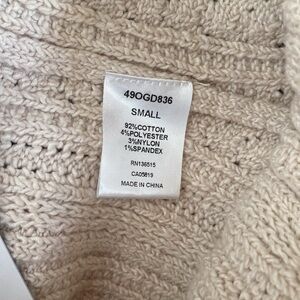 49OGD836
SMALL
92%COTTON
4%POLYESTER
3%NYLON
1%SPANDEX
RN136515
CA05819
MADE IN CHINA